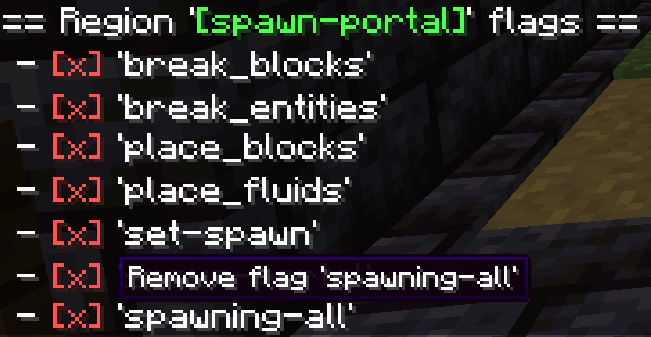 == Region '[spawn-portal]' flags ==
- [x] 'break_blocks'
- [x] 'break_entities'
- [x] 'place_blocks'
- [x] 'place_fluids'
- [x] 'set-spawn'
- [x] Remove flag 'spawning-all'
- [x] 'spawning-all'